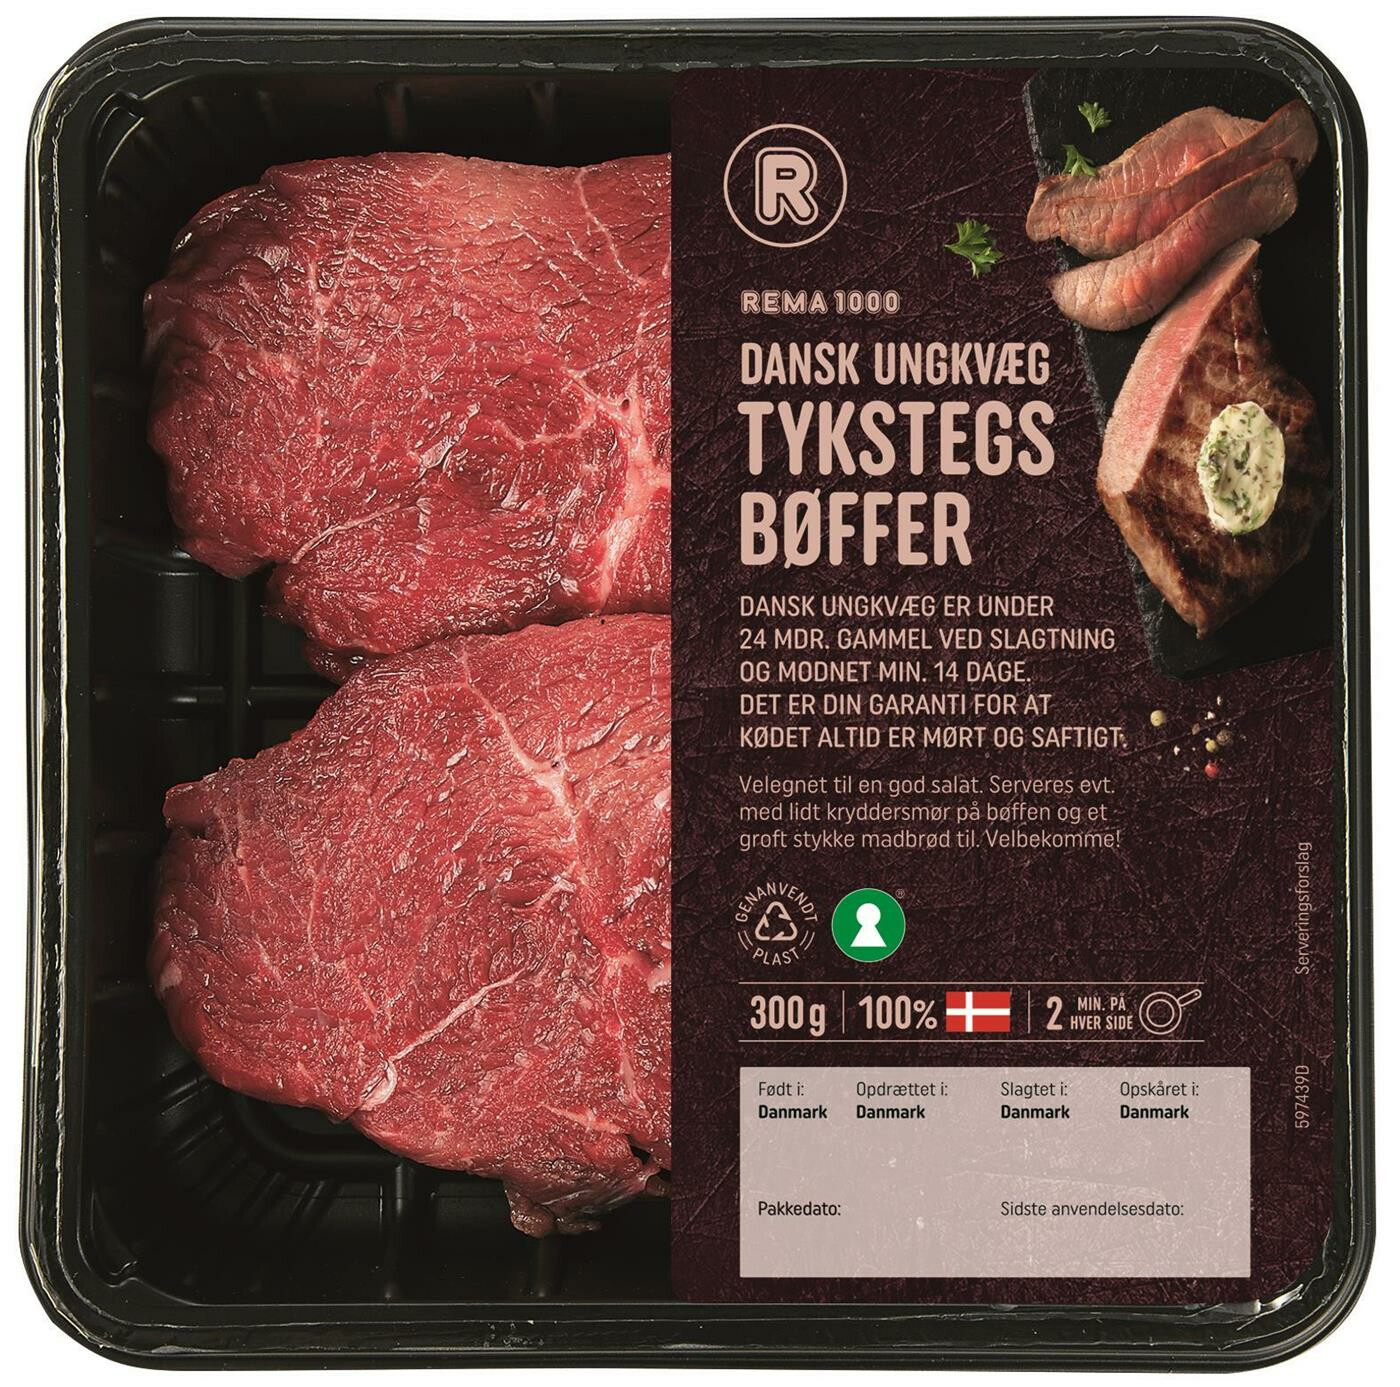 R
REMA 1000
DANSK UNGKVÆG
TYKSTEGS
BØFFER
DANSK UNGKVÆG ER UNDER
24 MDR. GAMMEL VED SLAGTNING
OG MODNET MIN. 14 DAGE.
DET ER DIN GARANTI FOR AT
KØDET ALTID ER MØRT OG SAFTIGT.
Velegnet til en god salat. Serveres evt.
med lidt kryddersmør på bøffen og et
groft stykke madbrød til. Velbekomme!
GENANVENDT
PLAST
®
300g 100% 2 MIN. PÅ
HVER SIDE
Født i: Opdrættet i: Slagtet i: Opskåret i:
Danmark Danmark Danmark Danmark
Pakkedato: Sidste anvendelsesdato:
Serveringsforslag
597439D